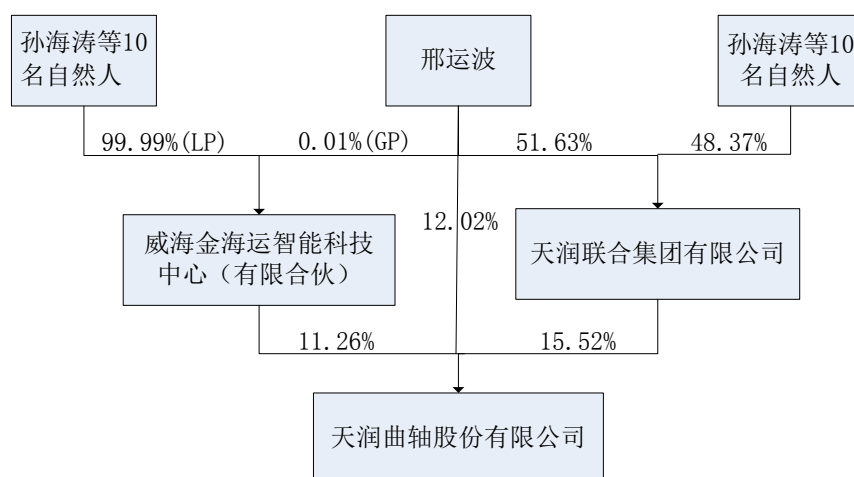 孙海涛等10
名自然人
邢运波
孙海涛等10
名自然人
99.99%(LP)
0.01%(GP)
51.63%
48.37%
12.02%
威海金海运智能科技
中心（有限合伙）
天润联合集团有限公司
11.26%
15.52%
天润曲轴股份有限公司